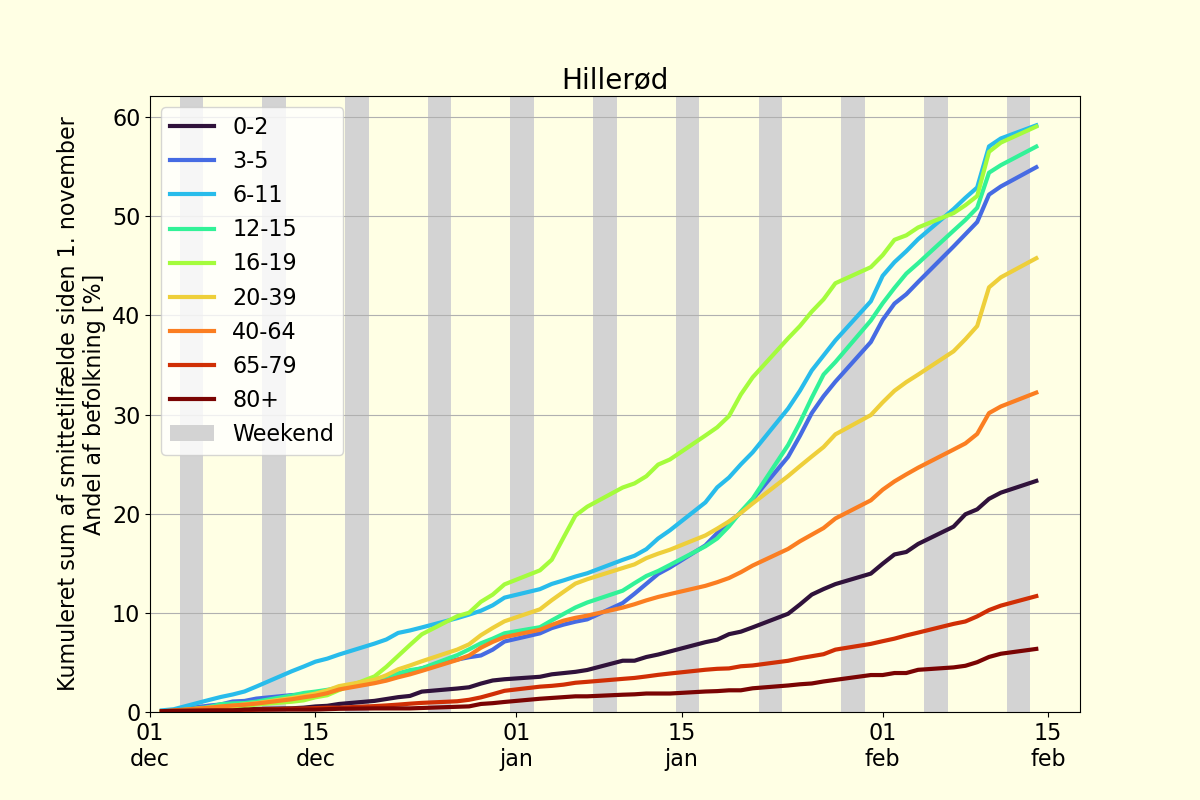 Hillerød
Kumuleret sum af smittetilfælde siden 1. november
Andel af befolkning [%]
60
50
40
30
20
10
0
0-2
3-5
6-11
12-15
16-19
20-39
40-64
65-79
80+
Weekend
01 15 01 15 01 15
dec dec jan jan feb feb